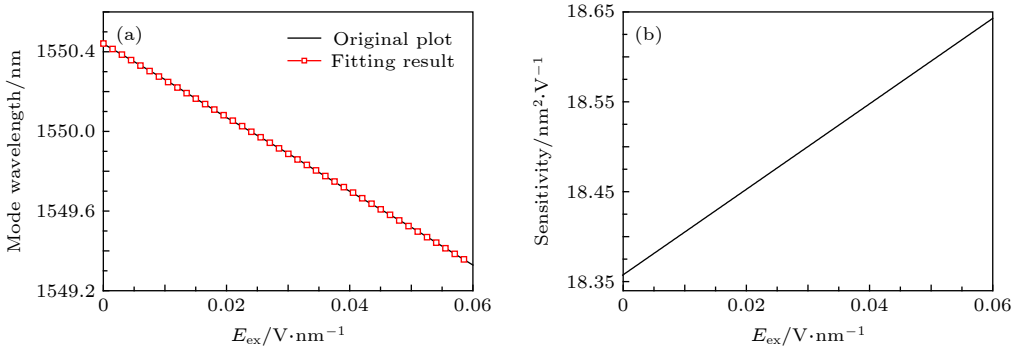 (a)
Original plot
Fitting result
Mode wavelength/nm
1550.4
1550.0
1549.6
1549.2
0
0.02
0.04
0.06
E_ex/V·nm⁻¹
(b)
Sensitivity/nm²·V⁻¹
18.65
18.55
18.45
18.35
0
0.02
0.04
0.06
E_ex/V·nm⁻¹